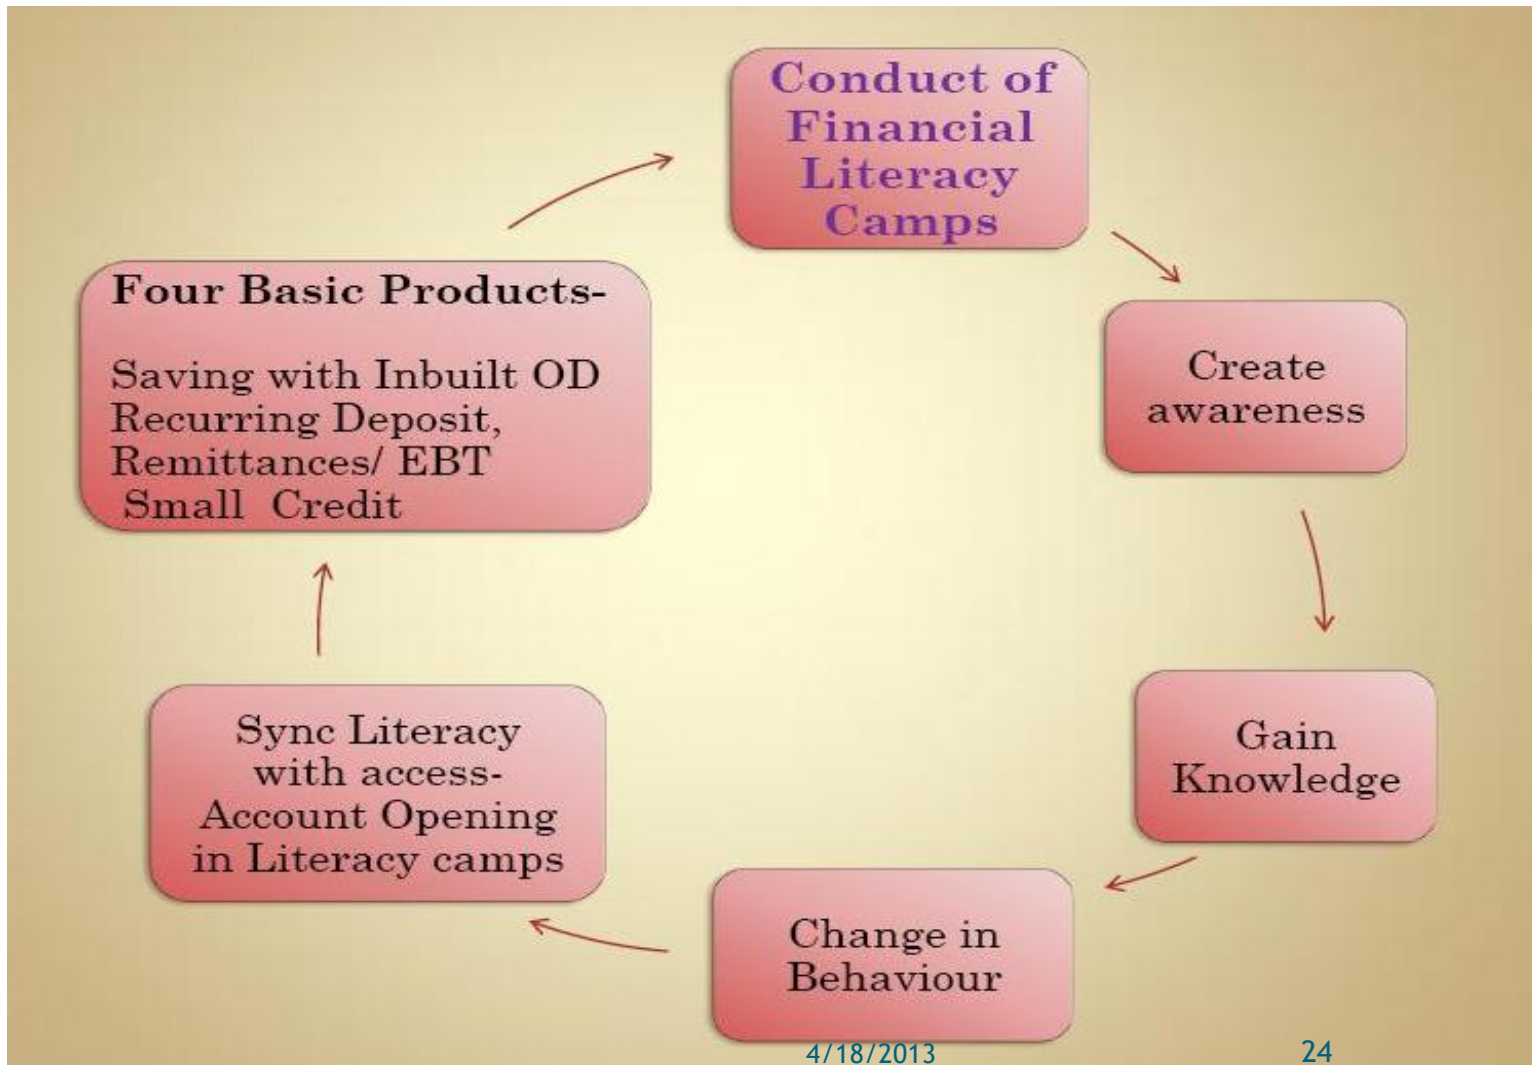 Conduct of
Financial
Literacy
Camps
Create
awareness
Gain
Knowledge
Change in
Behaviour
Sync Literacy
with access-
Account Opening
in Literacy camps
Four Basic Products-
Saving with Inbuilt OD
Recurring Deposit,
Remittances/ EBT
Small Credit
4/18/2013
24